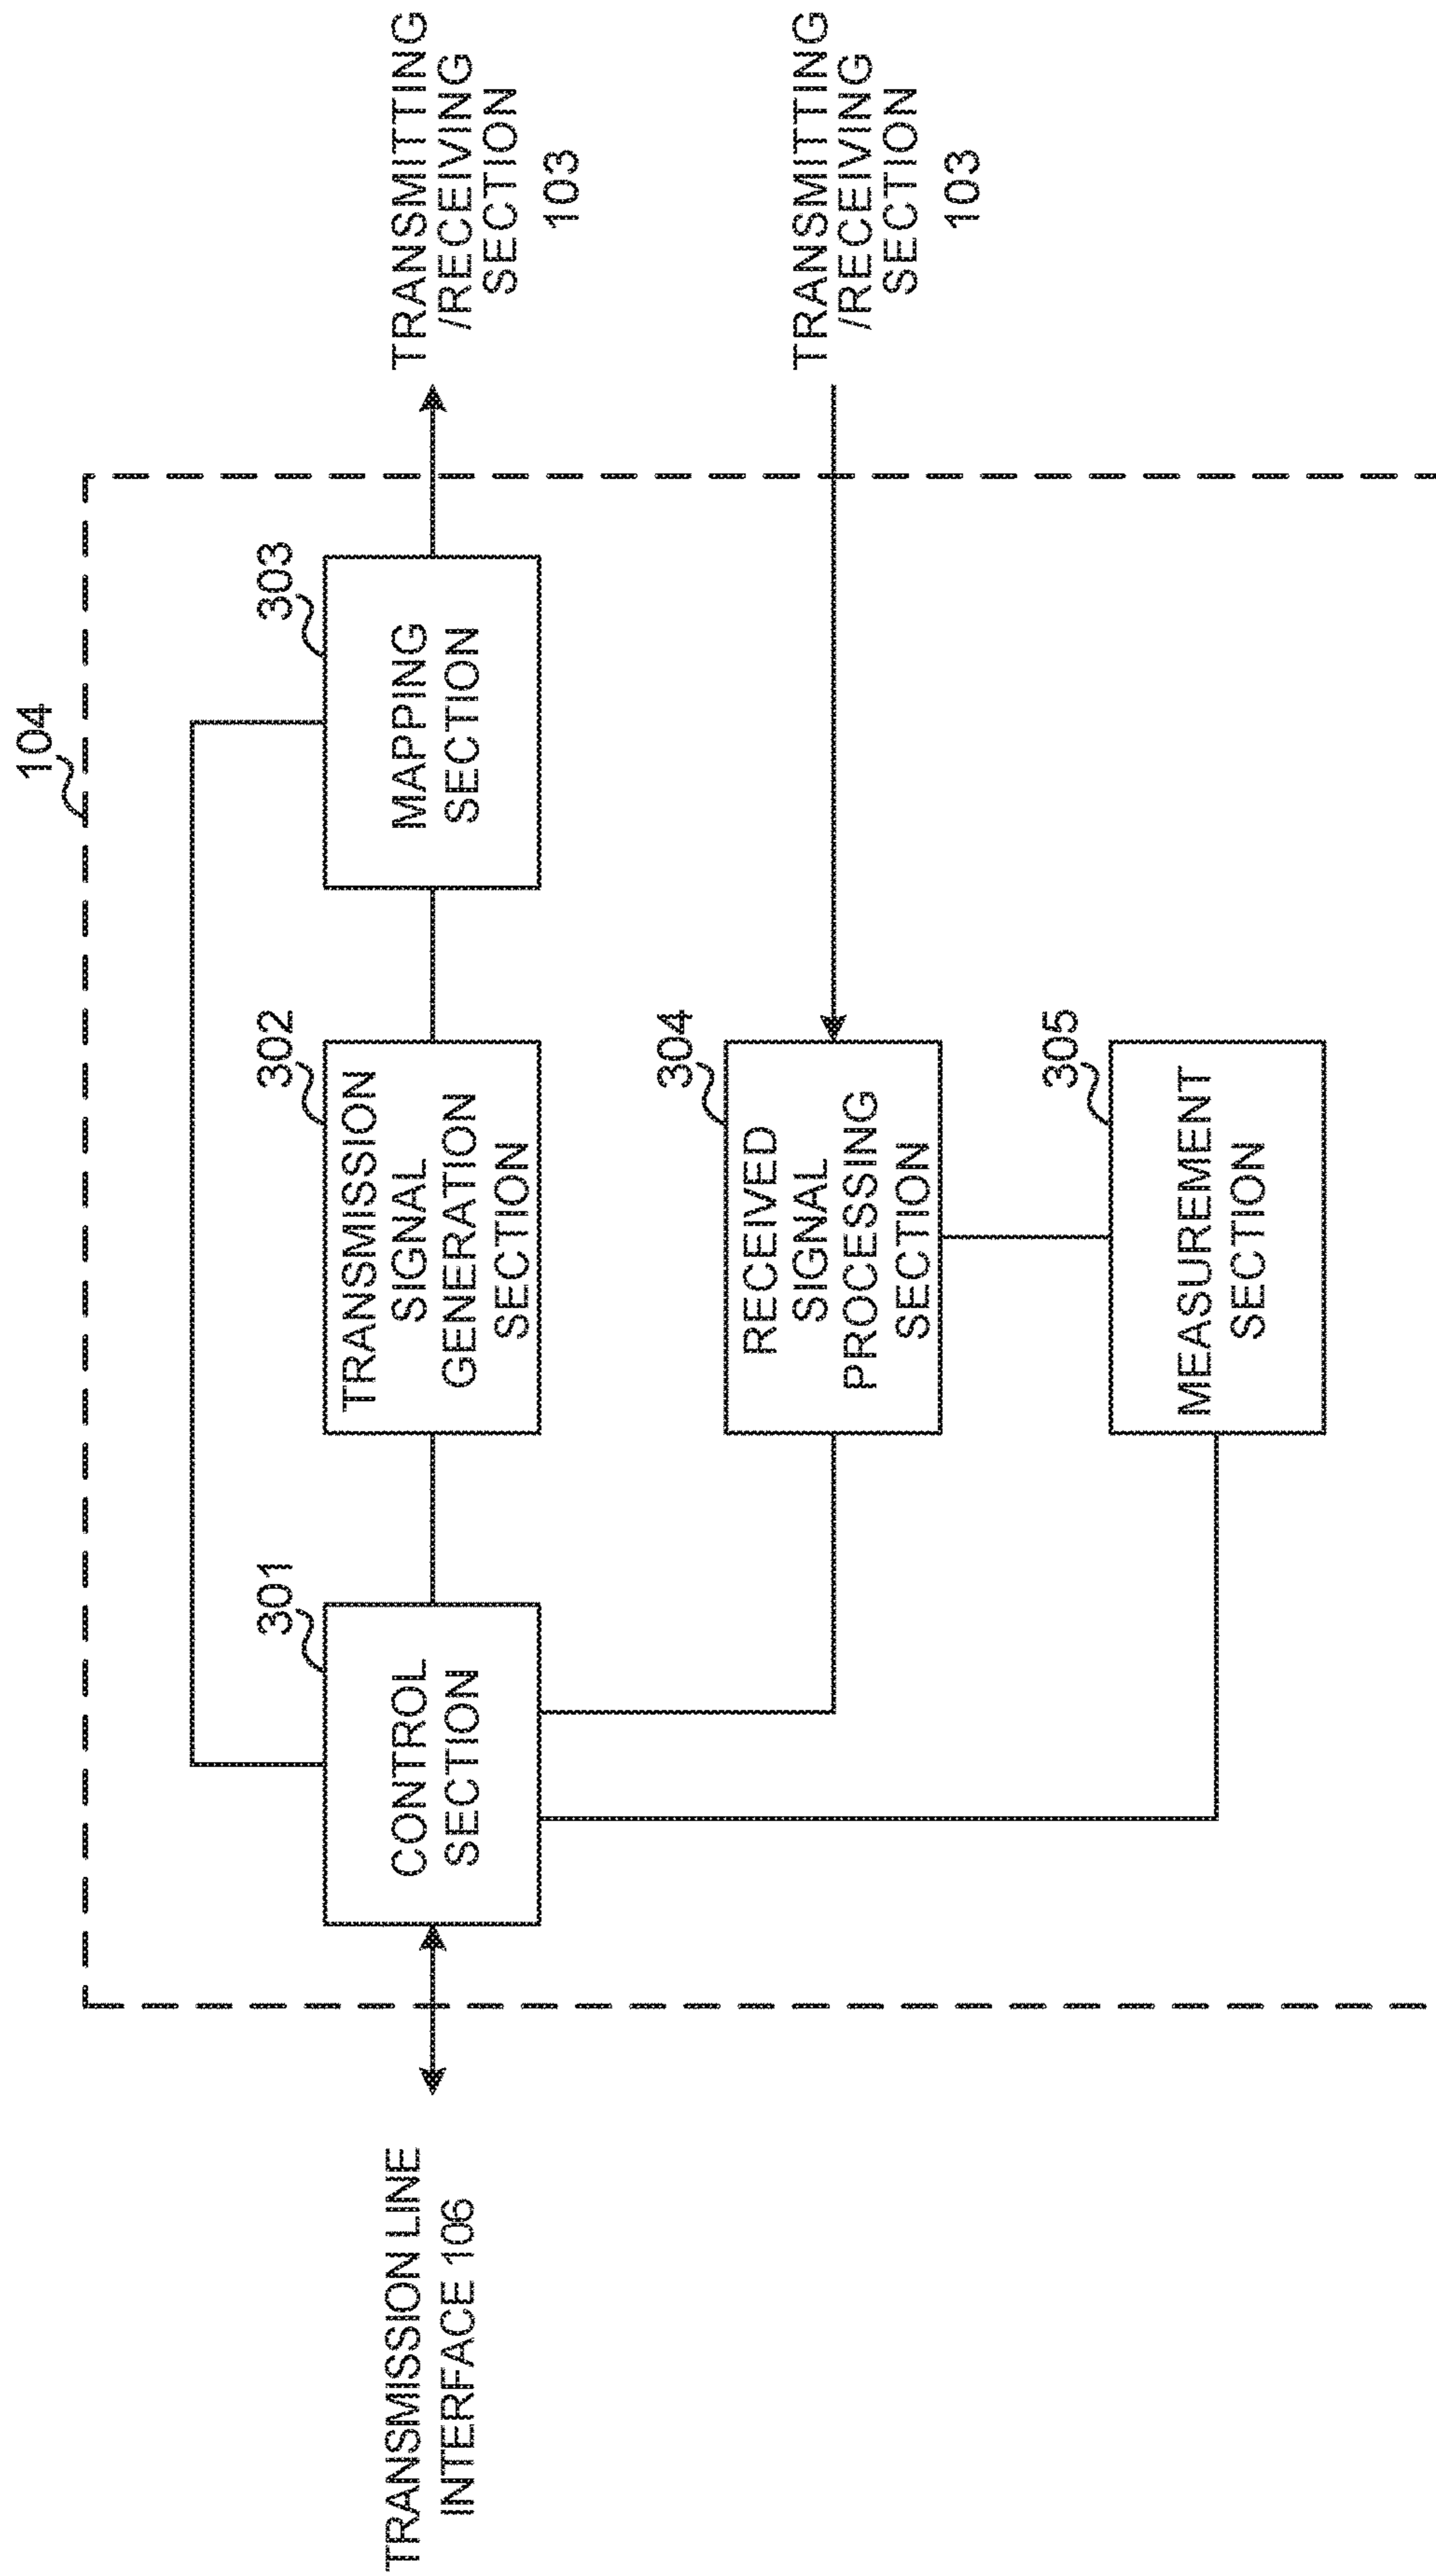 104
TRANSMISSION LINE
INTERFACE 106
301
CONTROL
SECTION
302
TRANSMISSION
SIGNAL
GENERATION
SECTION
303
MAPPING
SECTION
TRANSMITTING
/RECEIVING
SECTION
103
304
RECEIVED
SIGNAL
PROCESSING
SECTION
TRANSMITTING
/RECEIVING
SECTION
103
305
MEASUREMENT
SECTION